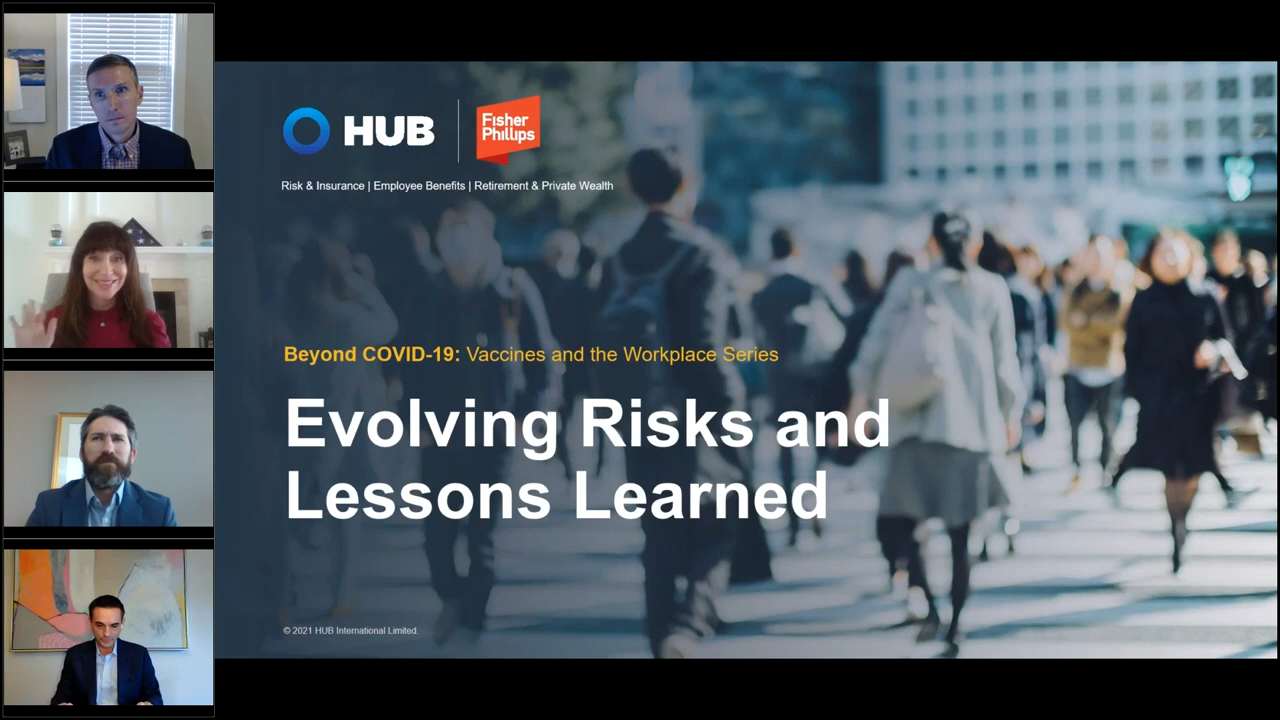 HUB
Fisher
Phillips
Risk & Insurance | Employee Benefits | Retirement & Private Wealth
Beyond COVID-19: Vaccines and the Workplace Series
Evolving Risks and
Lessons Learned
© 2021 HUB International Limited.